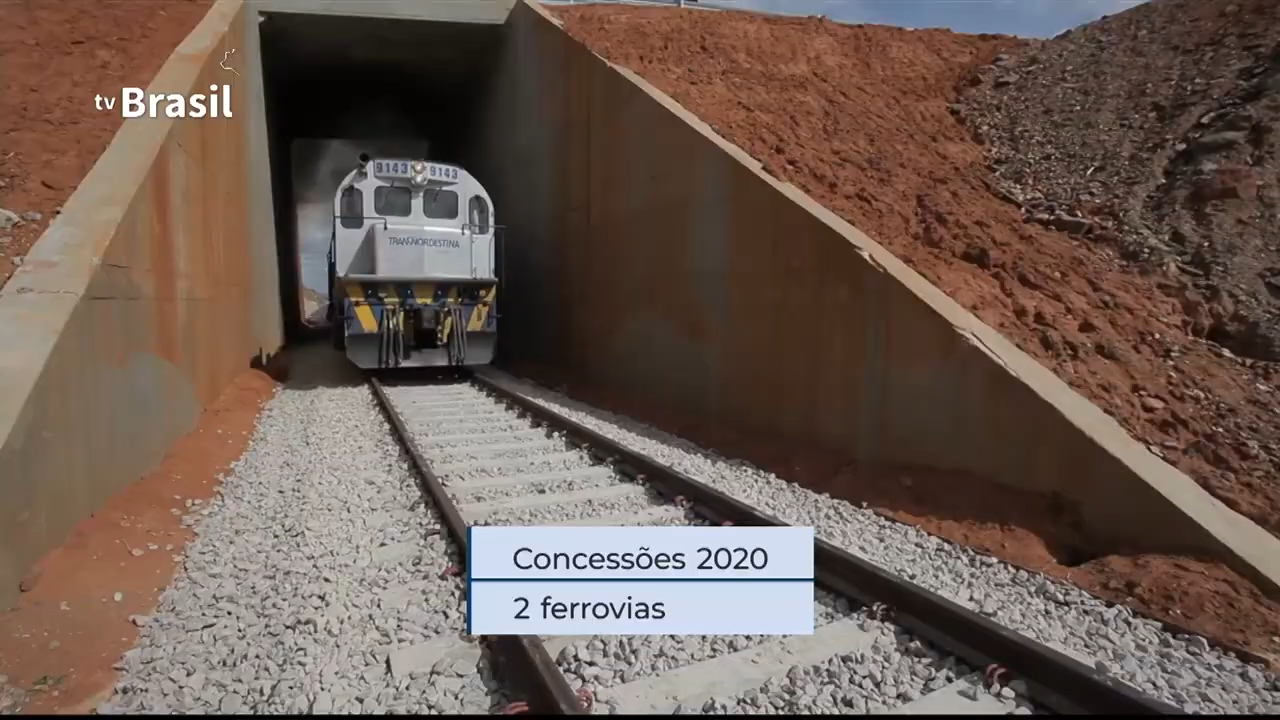 tv Brasil
9143 9143
TRANSNORDESTINA
Concessões 2020
2 ferrovias